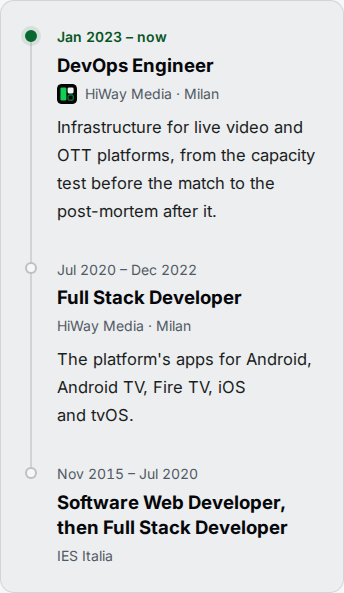 Jan 2023 – now
DevOps Engineer
HiWay Media · Milan
Infrastructure for live video and
OTT platforms, from the capacity
test before the match to the
post-mortem after it.
Jul 2020 – Dec 2022
Full Stack Developer
HiWay Media · Milan
The platform's apps for Android,
Android TV, Fire TV, iOS
and tvOS.
Nov 2015 – Jul 2020
Software Web Developer,
then Full Stack Developer
IES Italia